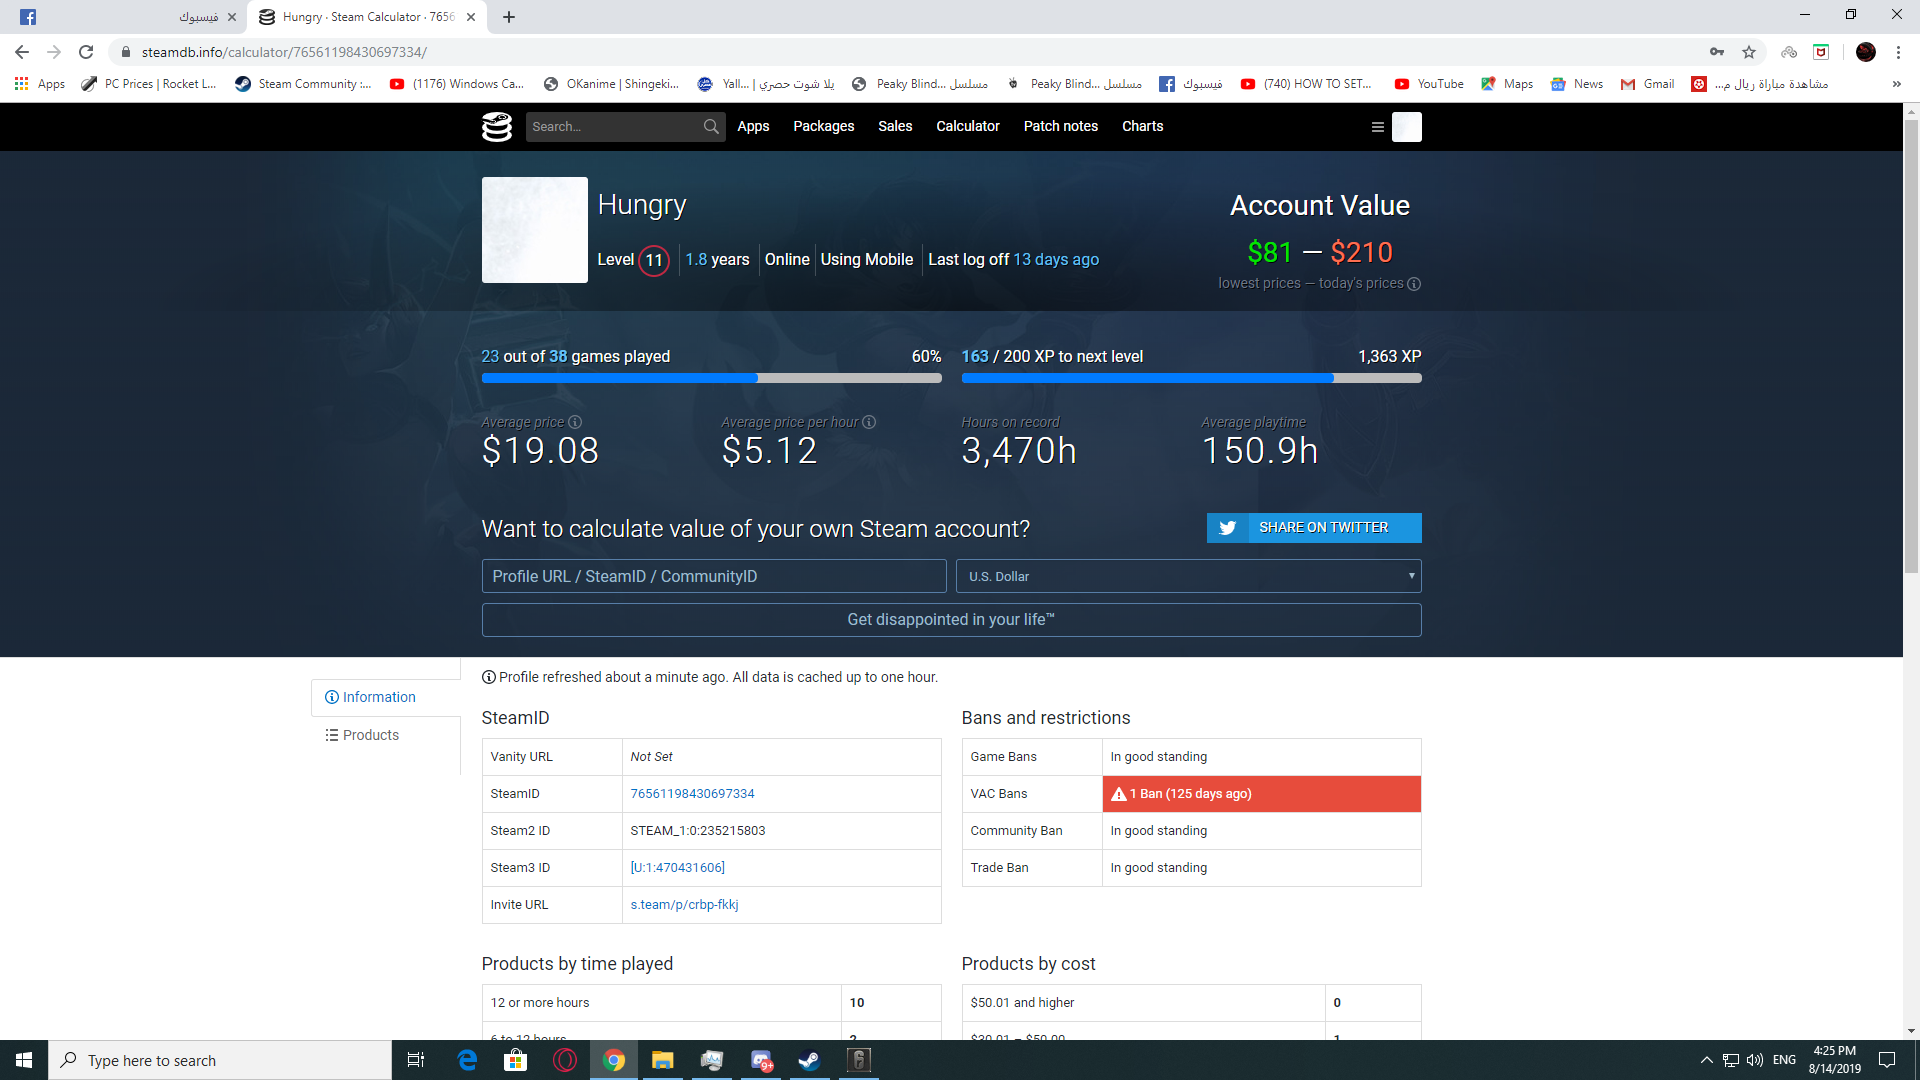 فيسبوك
Hungry · Steam Calculator · 7656
steamdb.info/calculator/76561198430697334/
Apps
PC Prices | Rocket L...
Steam Community :...
(1176) Windows Ca...
OKanime | Shingeki...
يلا شوت حصري | ...Yall
مسلسل ...Peaky Blind
مسلسل ...Peaky Blind
فيسبوك
(740) HOW TO SET...
YouTube
Maps
News
Gmail
مشاهدة مباراة ريال م...
»
Search...
Apps
Packages
Sales
Calculator
Patch notes
Charts
Hungry
Level 11
1.8 years
Online
Using Mobile
Last log off 13 days ago
Account Value
$81 — $210
lowest prices — today's prices
23 out of 38 games played
60%
163 / 200 XP to next level
1,363 XP
Average price
$19.08
Average price per hour
$5.12
Hours on record
3,470h
Average playtime
150.9h
Want to calculate value of your own Steam account?
SHARE ON TWITTER
Profile URL / SteamID / CommunityID
U.S. Dollar
Get disappointed in your life™
Information
Products
Profile refreshed about a minute ago. All data is cached up to one hour.
SteamID
Vanity URL
Not Set
SteamID
76561198430697334
Steam2 ID
STEAM_1:0:235215803
Steam3 ID
[U:1:470431606]
Invite URL
s.team/p/crbp-fkkj
Bans and restrictions
Game Bans
In good standing
VAC Bans
1 Ban (125 days ago)
Community Ban
In good standing
Trade Ban
In good standing
Products by time played
12 or more hours
10
6 to 12 hours
2
Products by cost
$50.01 and higher
0
$30.01 – $50.00
1
Type here to search
9+
ENG
4:25 PM
8/14/2019